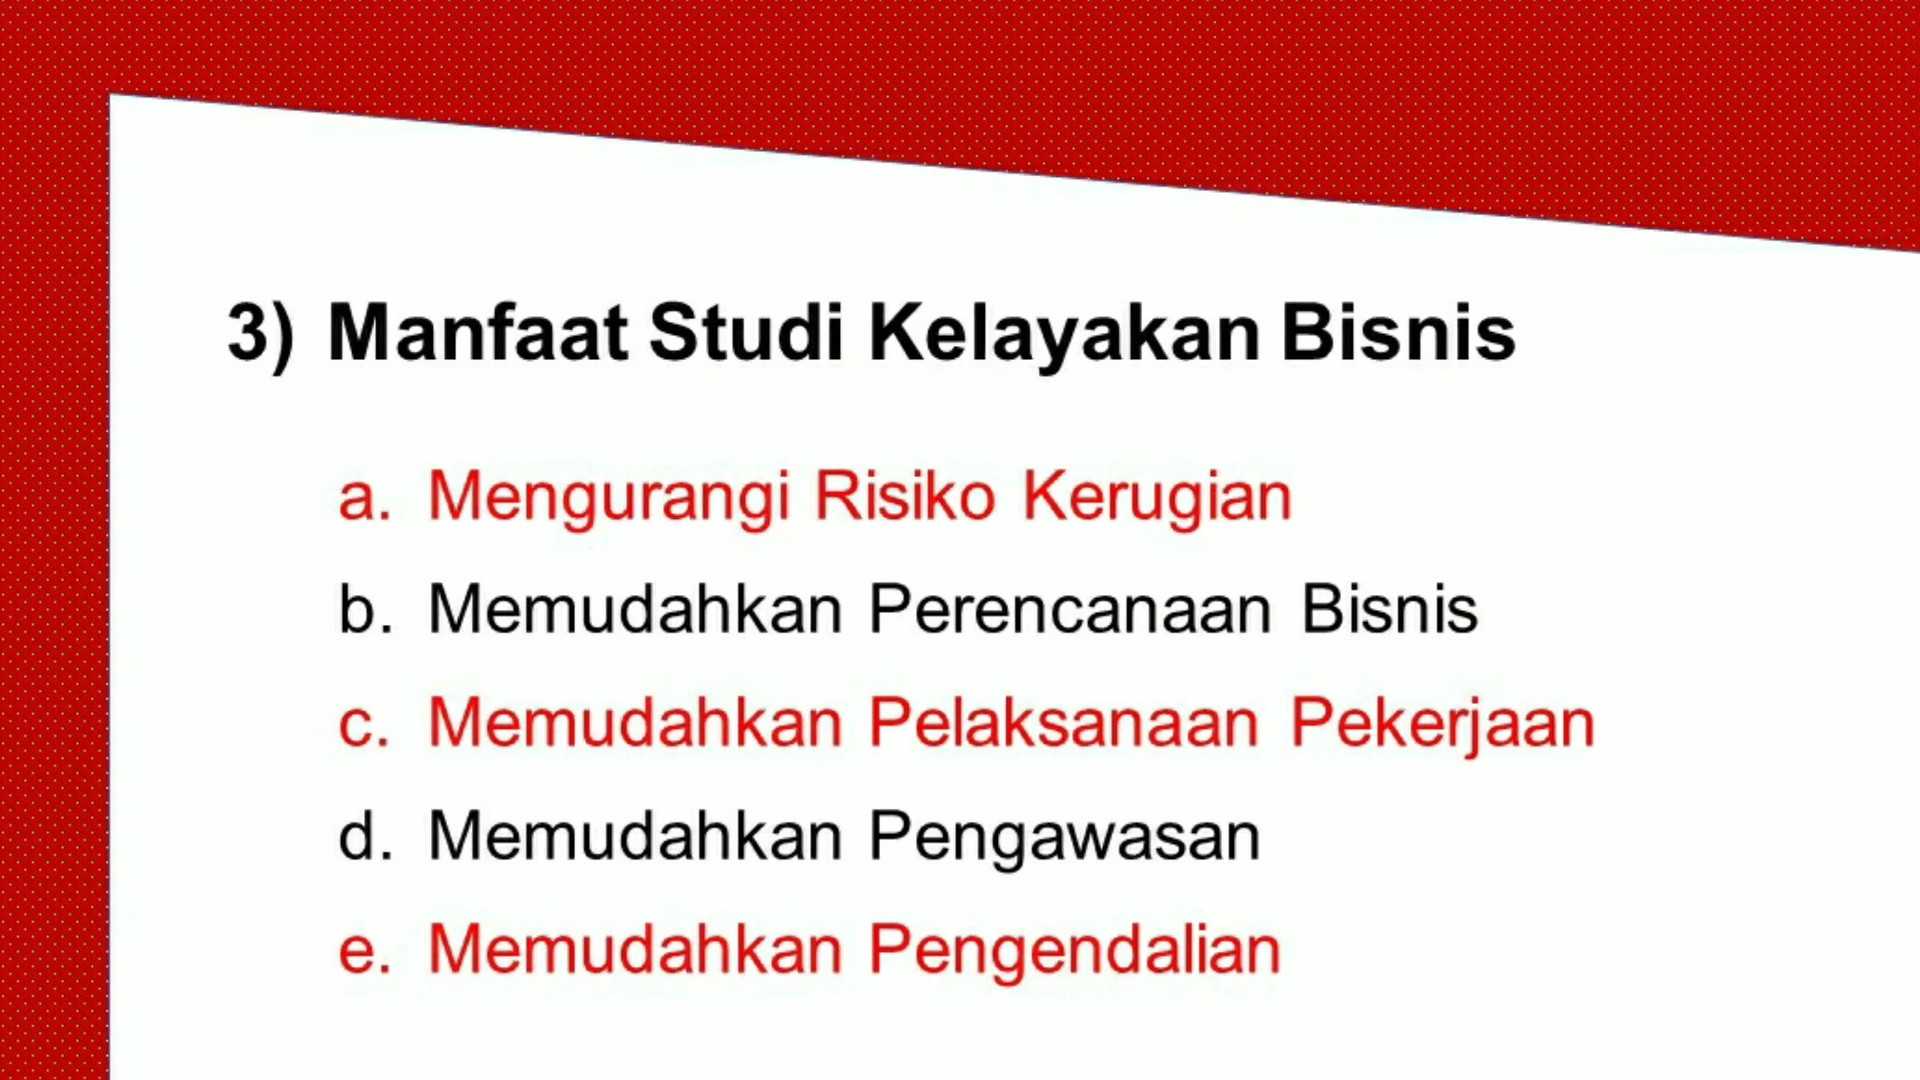 3) Manfaat Studi Kelayakan Bisnis
a. Mengurangi Risiko Kerugian
b. Memudahkan Perencanaan Bisnis
c. Memudahkan Pelaksanaan Pekerjaan
d. Memudahkan Pengawasan
e. Memudahkan Pengendalian